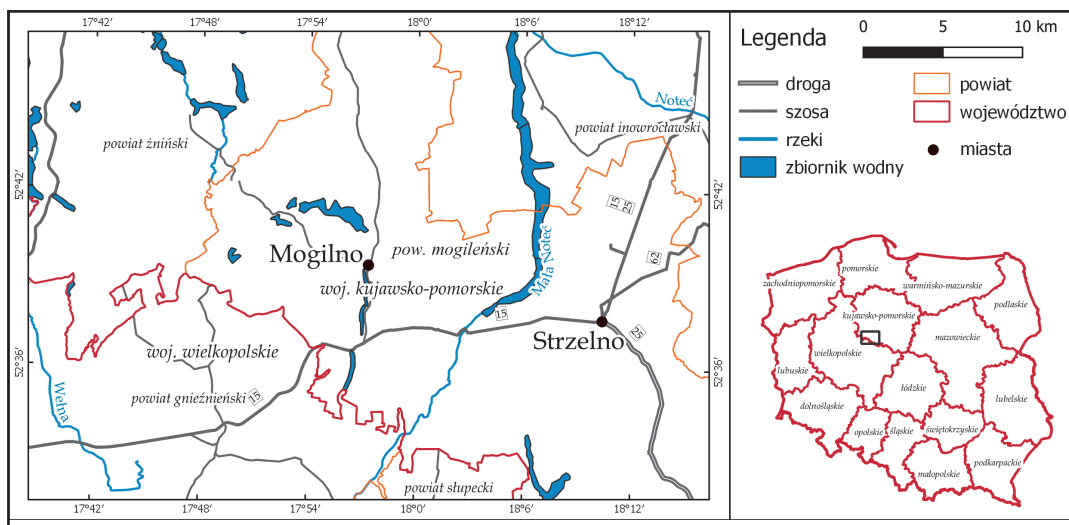 17°42′ 17°48′ 17°54′ 18°0′ 18°6′ 18°12′
Noteć
powiat inowrocławski
powiat żniński
52°42′
52°42′
15
25
Mogilno
pow. mogileński
62
Mała Noteć
woj. kujawsko-pomorskie
15
Strzelno
25
woj. wielkopolskie
52°36′
52°36′
Wełna
powiat gnieźnieński
15
powiat słupecki
17°42′ 17°48′ 17°54′ 18°0′ 18°6′ 18°12′
Legenda
0 5 10 km
droga
szosa
rzeki
zbiornik wodny
powiat
województwo
miasta
pomorskie
zachodniopomorskie
warmińsko-mazurskie
podlaskie
kujawsko-pomorskie
mazowieckie
wielkopolskie
lubuskie
łódzkie
lubelskie
dolnośląskie
opolskie
śląskie
świętokrzyskie
małopolskie
podkarpackie